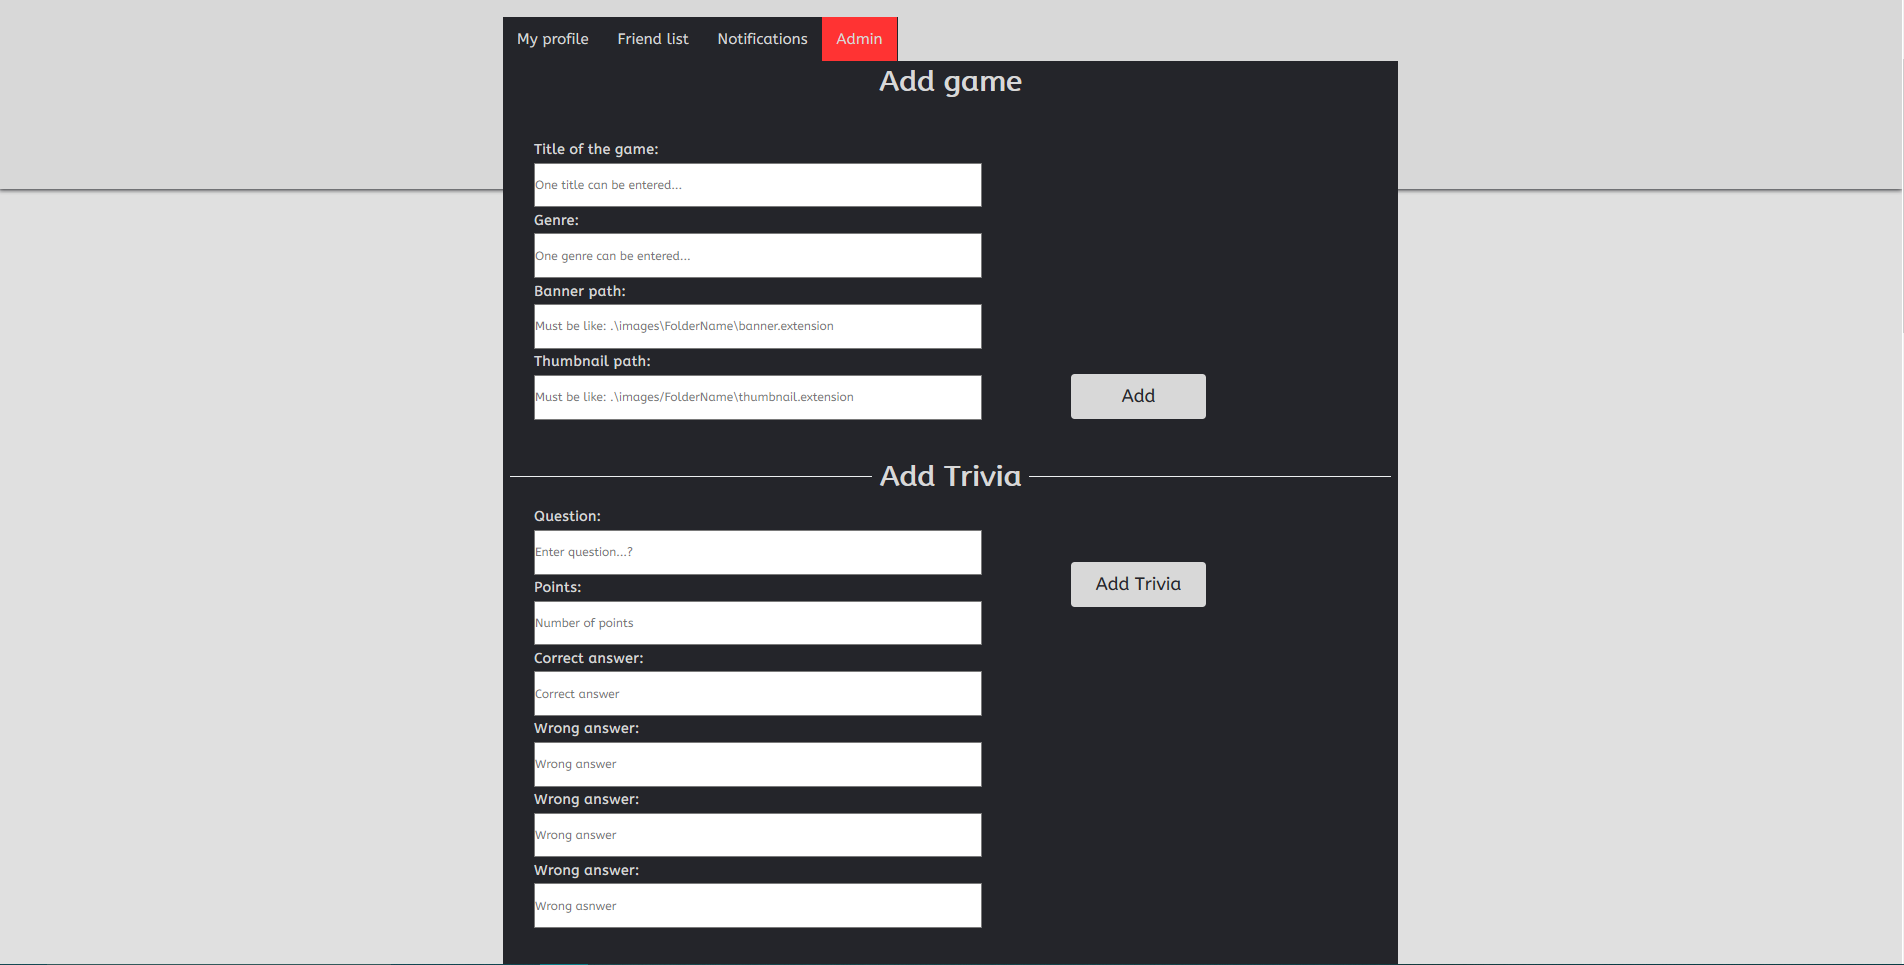 My profile Friend list Notifications Admin
Add game
Title of the game:
One title can be entered...
Genre:
One genre can be entered...
Banner path:
Must be like: .\images\FolderName\banner.extension
Thumbnail path:
Must be like: .\images/FolderName\thumbnail.extension
Add
Add Trivia
Question:
Enter question...?
Add Trivia
Points:
Number of points
Correct answer:
Correct answer
Wrong answer:
Wrong answer
Wrong answer:
Wrong answer
Wrong answer:
Wrong asnwer